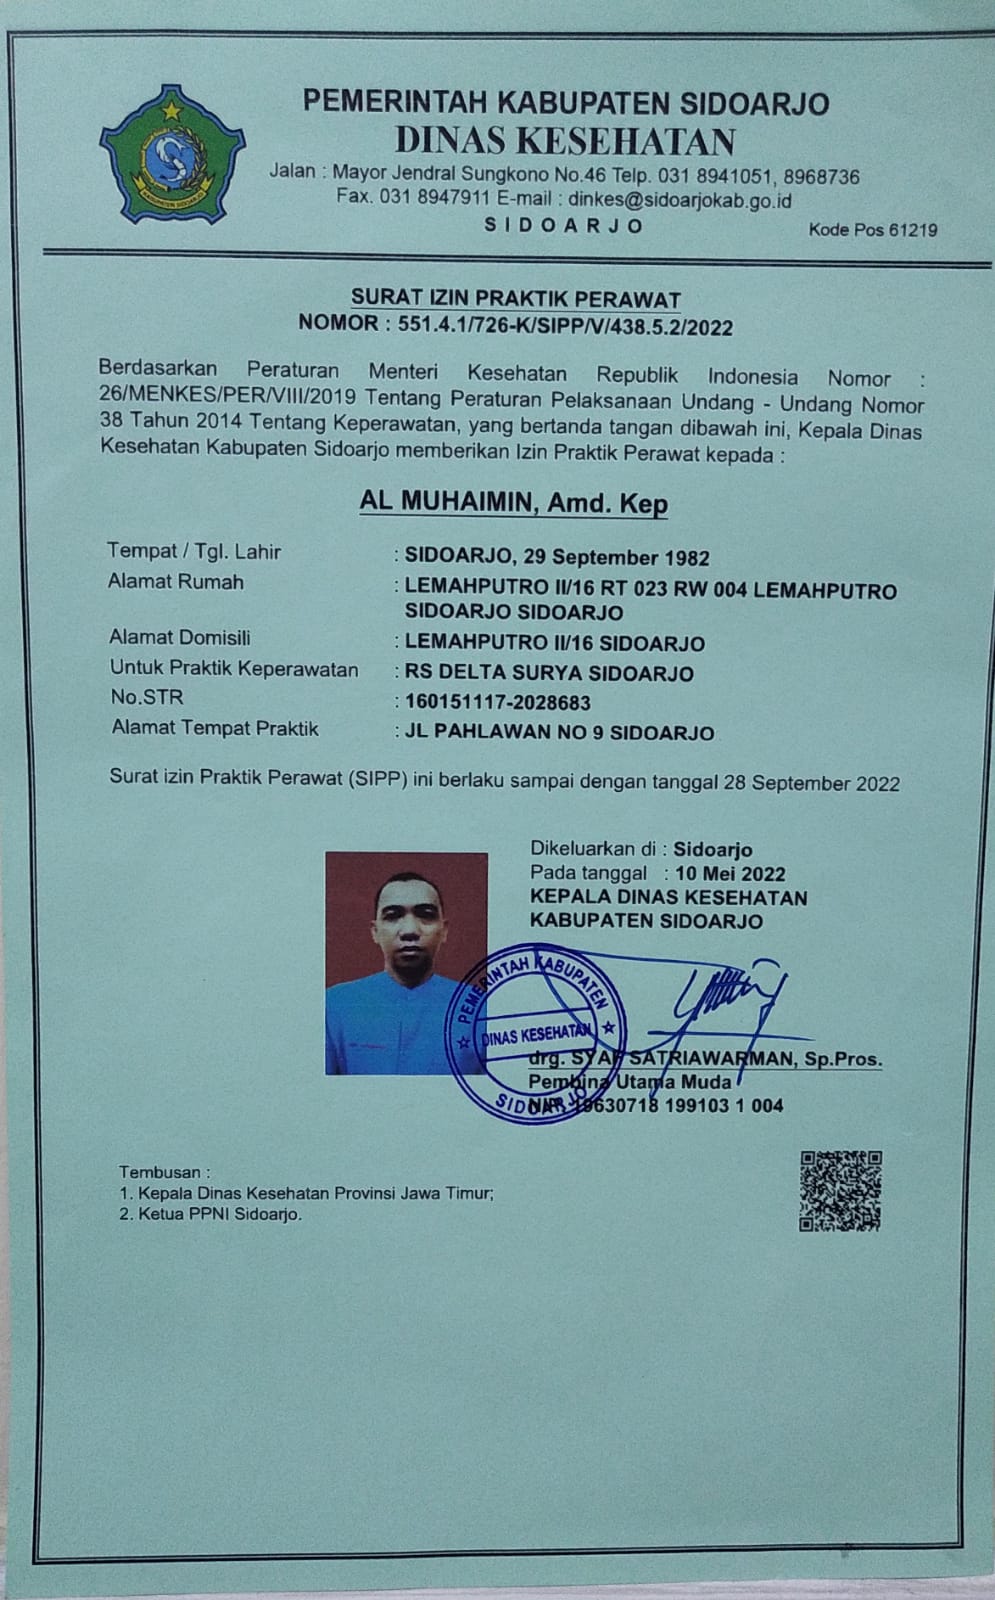 PEMERINTAH KABUPATEN SIDOARJO
DINAS KESEHATAN
Jalan : Mayor Jendral Sungkono No.46 Telp. 031 8941051, 8968736
Fax. 031 8947911 E-mail : dinkes@sidoarjokab.go.id
SIDOARJO
Kode Pos 61219
KABUPATEN SIDOARJO
SURAT IZIN PRAKTIK PERAWAT
NOMOR : 551.4.1/726-K/SIPP/V/438.5.2/2022
Berdasarkan Peraturan Menteri Kesehatan Republik Indonesia Nomor :
26/MENKES/PER/VIII/2019 Tentang Peraturan Pelaksanaan Undang - Undang Nomor
38 Tahun 2014 Tentang Keperawatan, yang bertanda tangan dibawah ini, Kepala Dinas
Kesehatan Kabupaten Sidoarjo memberikan Izin Praktik Perawat kepada :
AL MUHAIMIN, Amd. Kep
Tempat / Tgl. Lahir : SIDOARJO, 29 September 1982
Alamat Rumah : LEMAHPUTRO II/16 RT 023 RW 004 LEMAHPUTRO
SIDOARJO SIDOARJO
Alamat Domisili : LEMAHPUTRO II/16 SIDOARJO
Untuk Praktik Keperawatan : RS DELTA SURYA SIDOARJO
No.STR : 160151117-2028683
Alamat Tempat Praktik : JL PAHLAWAN NO 9 SIDOARJO
Surat izin Praktik Perawat (SIPP) ini berlaku sampai dengan tanggal 28 September 2022
Dikeluarkan di : Sidoarjo
Pada tanggal : 10 Mei 2022
KEPALA DINAS KESEHATAN
KABUPATEN SIDOARJO
PEMERINTAH KABUPATEN
DINAS KESEHATAN
SIDOARJO
drg. SYAF SATRIAWARMAN, Sp.Pros.
Pembina Utama Muda
NIP. 19630718 199103 1 004
Tembusan :
1. Kepala Dinas Kesehatan Provinsi Jawa Timur;
2. Ketua PPNI Sidoarjo.